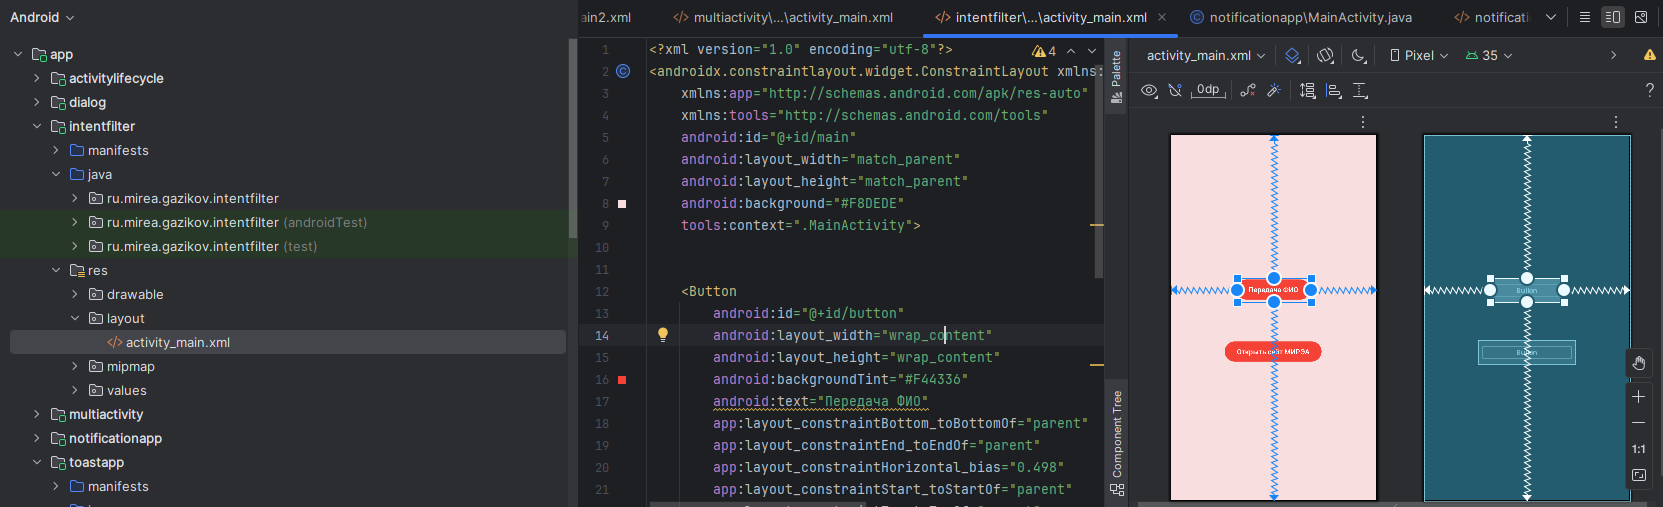 Android
app
activitylifecycle
dialog
intentfilter
manifests
java
ru.mirea.gazikov.intentfilter
ru.mirea.gazikov.intentfilter (androidTest)
ru.mirea.gazikov.intentfilter (test)
res
drawable
layout
activity_main.xml
mipmap
values
multiactivity
notificationapp
toastapp
manifests
ain2.xml
multiactivity\...\activity_main.xml
intentfilter\...\activity_main.xml
notificationapp\MainActivity.java
notificati
4
1 <?xml version="1.0" encoding="utf-8"?>
2 <androidx.constraintlayout.widget.ConstraintLayout xmlns:
3 xmlns:app="http://schemas.android.com/apk/res-auto"
4 xmlns:tools="http://schemas.android.com/tools"
5 android:id="@+id/main"
6 android:layout_width="match_parent"
7 android:layout_height="match_parent"
8 android:background="#F8DEDE"
9 tools:context=".MainActivity">
10
11
12 <Button
13 android:id="@+id/button"
14 android:layout_width="wrap_content"
15 android:layout_height="wrap_content"
16 android:backgroundTint="#F44336"
17 android:text="Передача ФИО"
18 app:layout_constraintBottom_toBottomOf="parent"
19 app:layout_constraintEnd_toEndOf="parent"
20 app:layout_constraintHorizontal_bias="0.498"
21 app:layout_constraintStart_toStartOf="parent"
Palette
Component Tree
activity_main.xml
Pixel
35
0dp
?
Передача ФИО
Открыть сайт МИРЭА
Button
Button
1:1